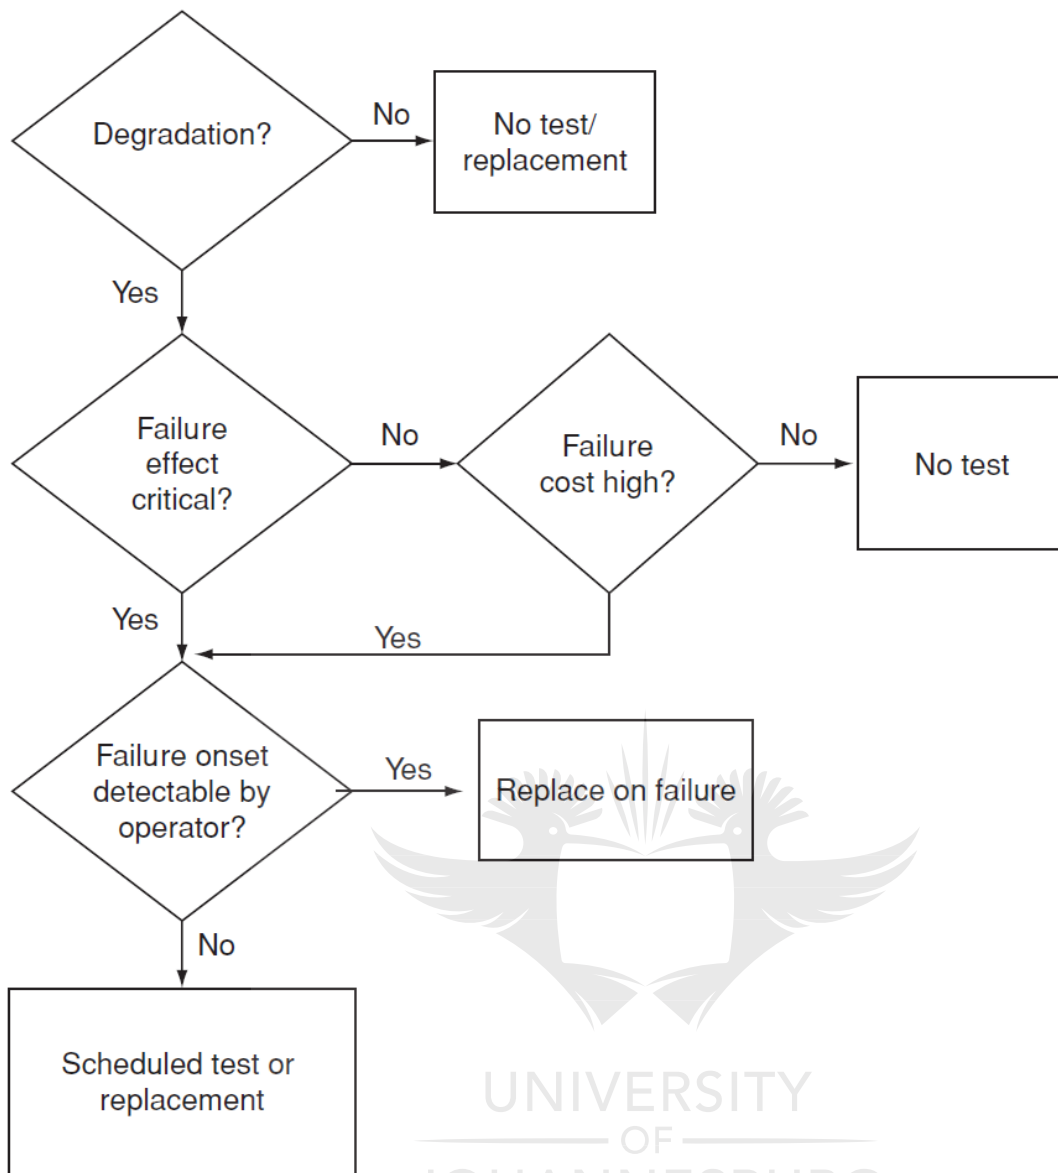 Degradation?
No
No test/
replacement
Yes
Failure
effect
critical?
No
Failure
cost high?
No
No test
Yes
Yes
Failure onset
detectable by
operator?
Yes
Replace on failure
No
Scheduled test or
replacement
UNIVERSITY
OF
JOHANNESBURG